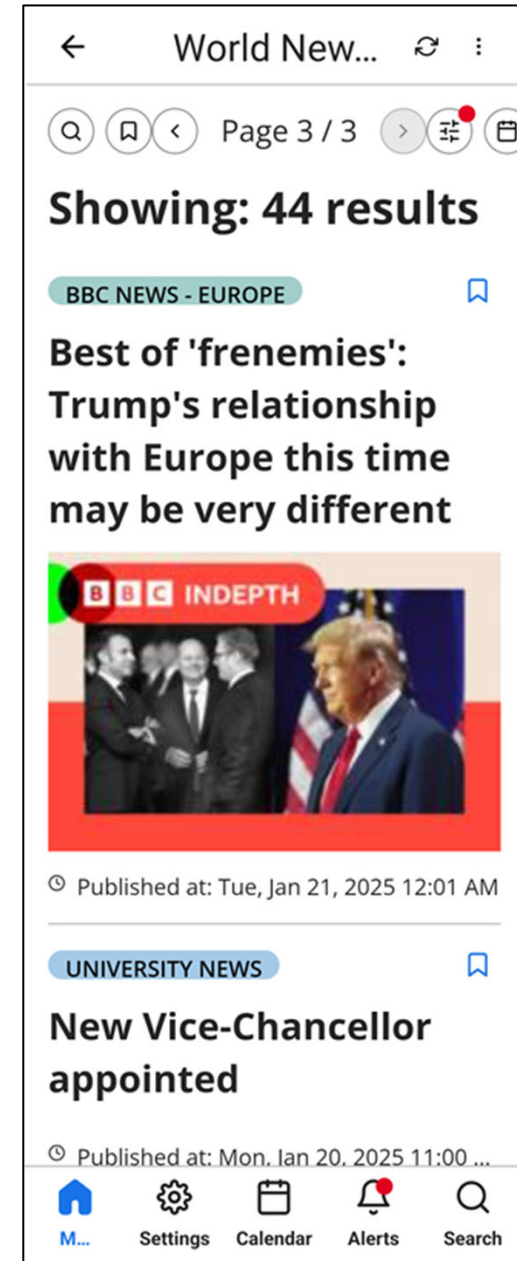 World New...
Page 3 / 3
Showing: 44 results
BBC NEWS - EUROPE
Best of 'frenemies':
Trump's relationship
with Europe this time
may be very different
BBC INDEPTH
Published at: Tue, Jan 21, 2025 12:01 AM
UNIVERSITY NEWS
New Vice-Chancellor
appointed
Published at: Mon, Jan 20, 2025 11:00 ...
M... Settings Calendar Alerts Search